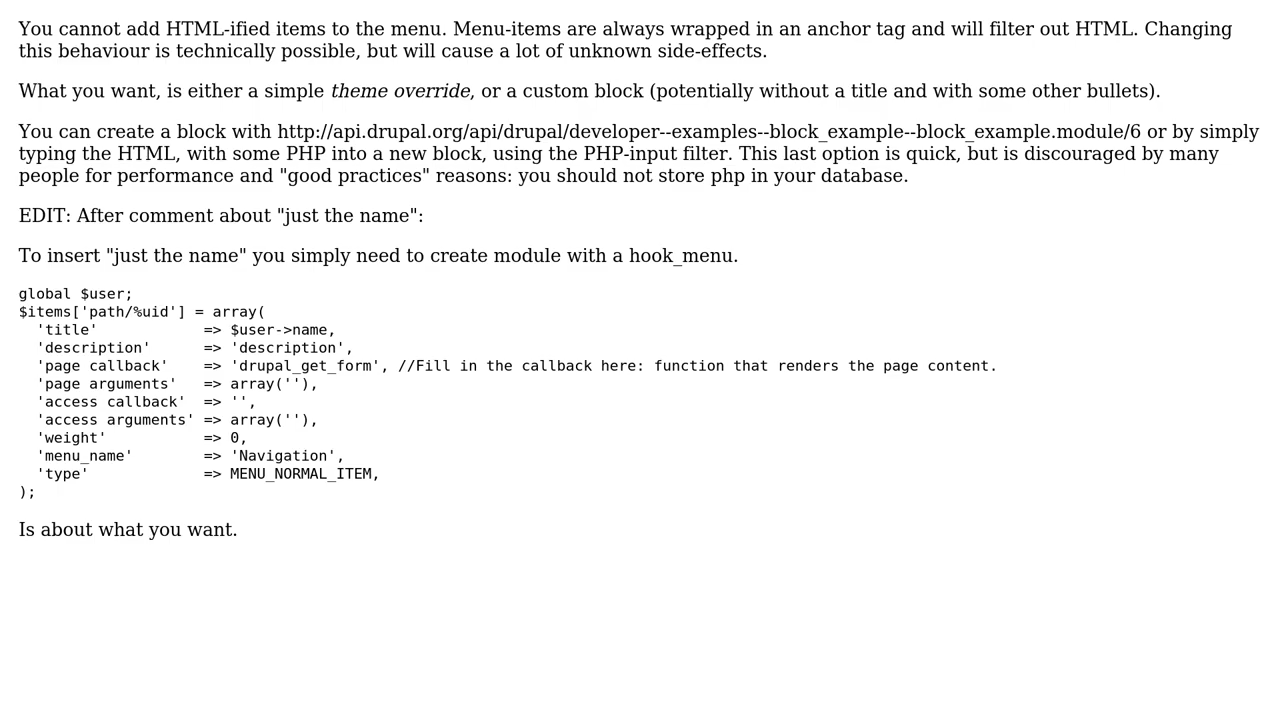 You cannot add HTML-ified items to the menu. Menu-items are always wrapped in an anchor tag and will filter out HTML. Changing
this behaviour is technically possible, but will cause a lot of unknown side-effects.
What you want, is either a simple theme override, or a custom block (potentially without a title and with some other bullets).
You can create a block with http://api.drupal.org/api/drupal/developer--examples--block_example--block_example.module/6 or by simply
typing the HTML, with some PHP into a new block, using the PHP-input filter. This last option is quick, but is discouraged by many
people for performance and "good practices" reasons: you should not store php in your database.
EDIT: After comment about "just the name":
To insert "just the name" you simply need to create module with a hook_menu.
global $user;
$items['path/%uid'] = array(
  'title'            => $user->name,
  'description'      => 'description',
  'page callback'    => 'drupal_get_form', //Fill in the callback here: function that renders the page content.
  'page arguments'   => array(''),
  'access callback'  => '',
  'access arguments' => array(''),
  'weight'           => 0,
  'menu_name'        => 'Navigation',
  'type'             => MENU_NORMAL_ITEM,
);
Is about what you want.